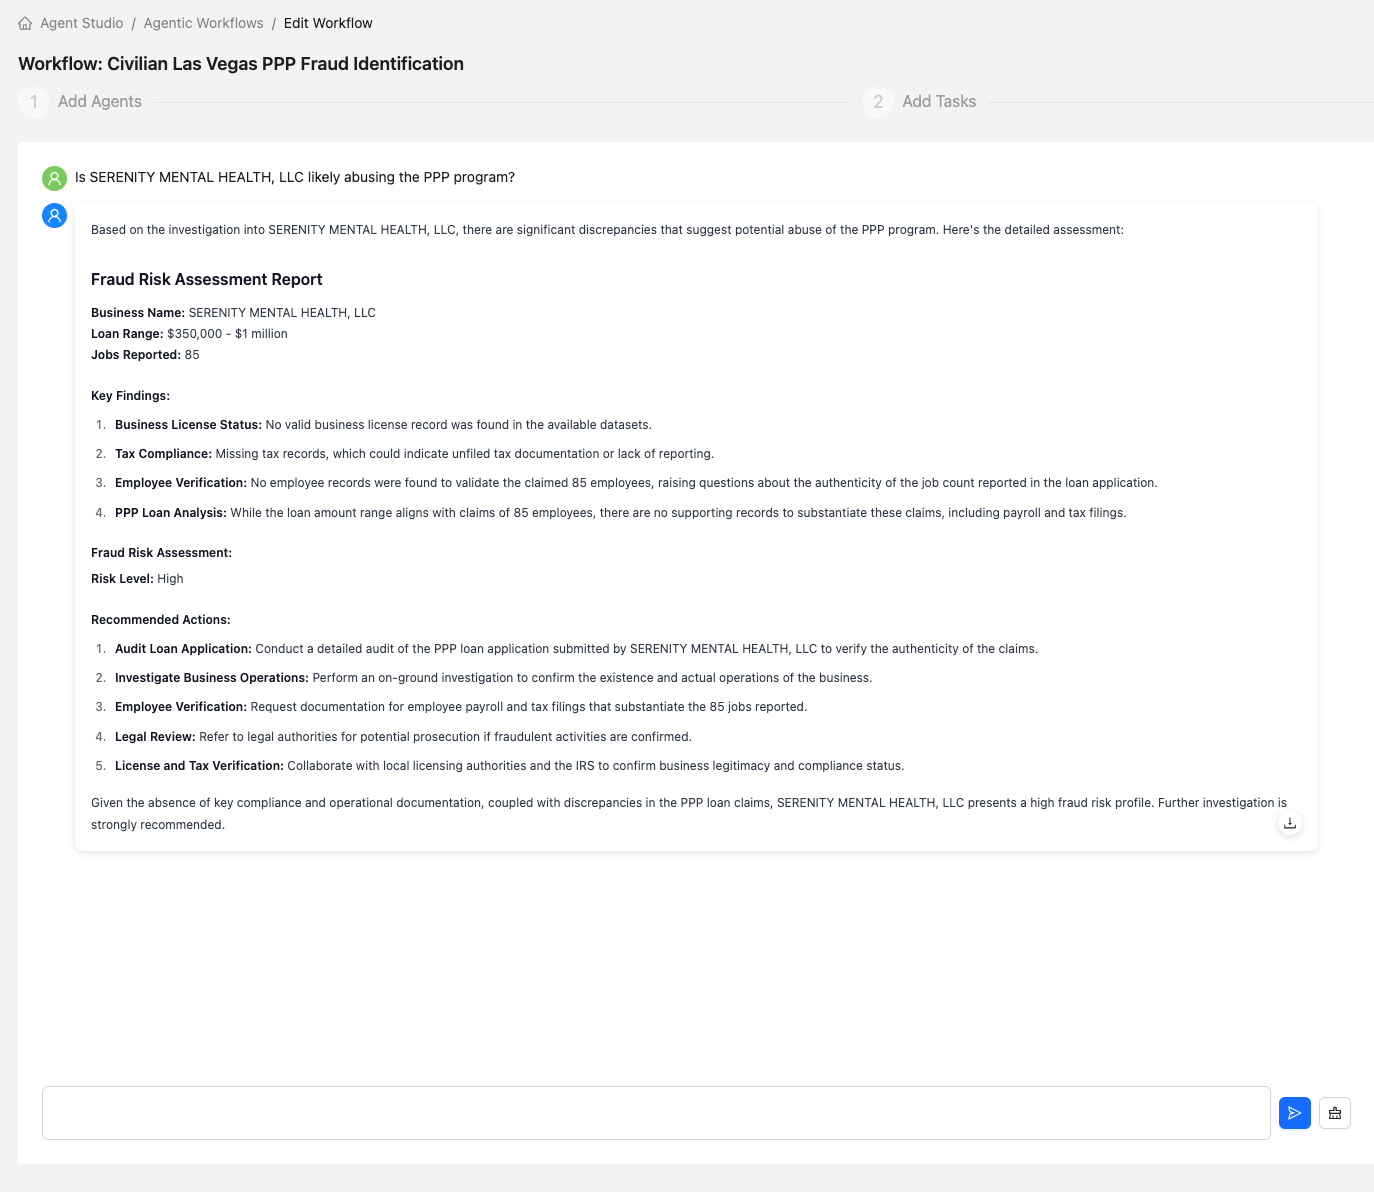 Agent Studio / Agentic Workflows / Edit Workflow
Workflow: Civilian Las Vegas PPP Fraud Identification
1 Add Agents 2 Add Tasks
Is SERENITY MENTAL HEALTH, LLC likely abusing the PPP program?
Based on the investigation into SERENITY MENTAL HEALTH, LLC, there are significant discrepancies that suggest potential abuse of the PPP program. Here's the detailed assessment:
Fraud Risk Assessment Report
Business Name: SERENITY MENTAL HEALTH, LLC
Loan Range: $350,000 - $1 million
Jobs Reported: 85
Key Findings:
1. Business License Status: No valid business license record was found in the available datasets.
2. Tax Compliance: Missing tax records, which could indicate unfiled tax documentation or lack of reporting.
3. Employee Verification: No employee records were found to validate the claimed 85 employees, raising questions about the authenticity of the job count reported in the loan application.
4. PPP Loan Analysis: While the loan amount range aligns with claims of 85 employees, there are no supporting records to substantiate these claims, including payroll and tax filings.
Fraud Risk Assessment:
Risk Level: High
Recommended Actions:
1. Audit Loan Application: Conduct a detailed audit of the PPP loan application submitted by SERENITY MENTAL HEALTH, LLC to verify the authenticity of the claims.
2. Investigate Business Operations: Perform an on-ground investigation to confirm the existence and actual operations of the business.
3. Employee Verification: Request documentation for employee payroll and tax filings that substantiate the 85 jobs reported.
4. Legal Review: Refer to legal authorities for potential prosecution if fraudulent activities are confirmed.
5. License and Tax Verification: Collaborate with local licensing authorities and the IRS to confirm business legitimacy and compliance status.
Given the absence of key compliance and operational documentation, coupled with discrepancies in the PPP loan claims, SERENITY MENTAL HEALTH, LLC presents a high fraud risk profile. Further investigation is
strongly recommended.